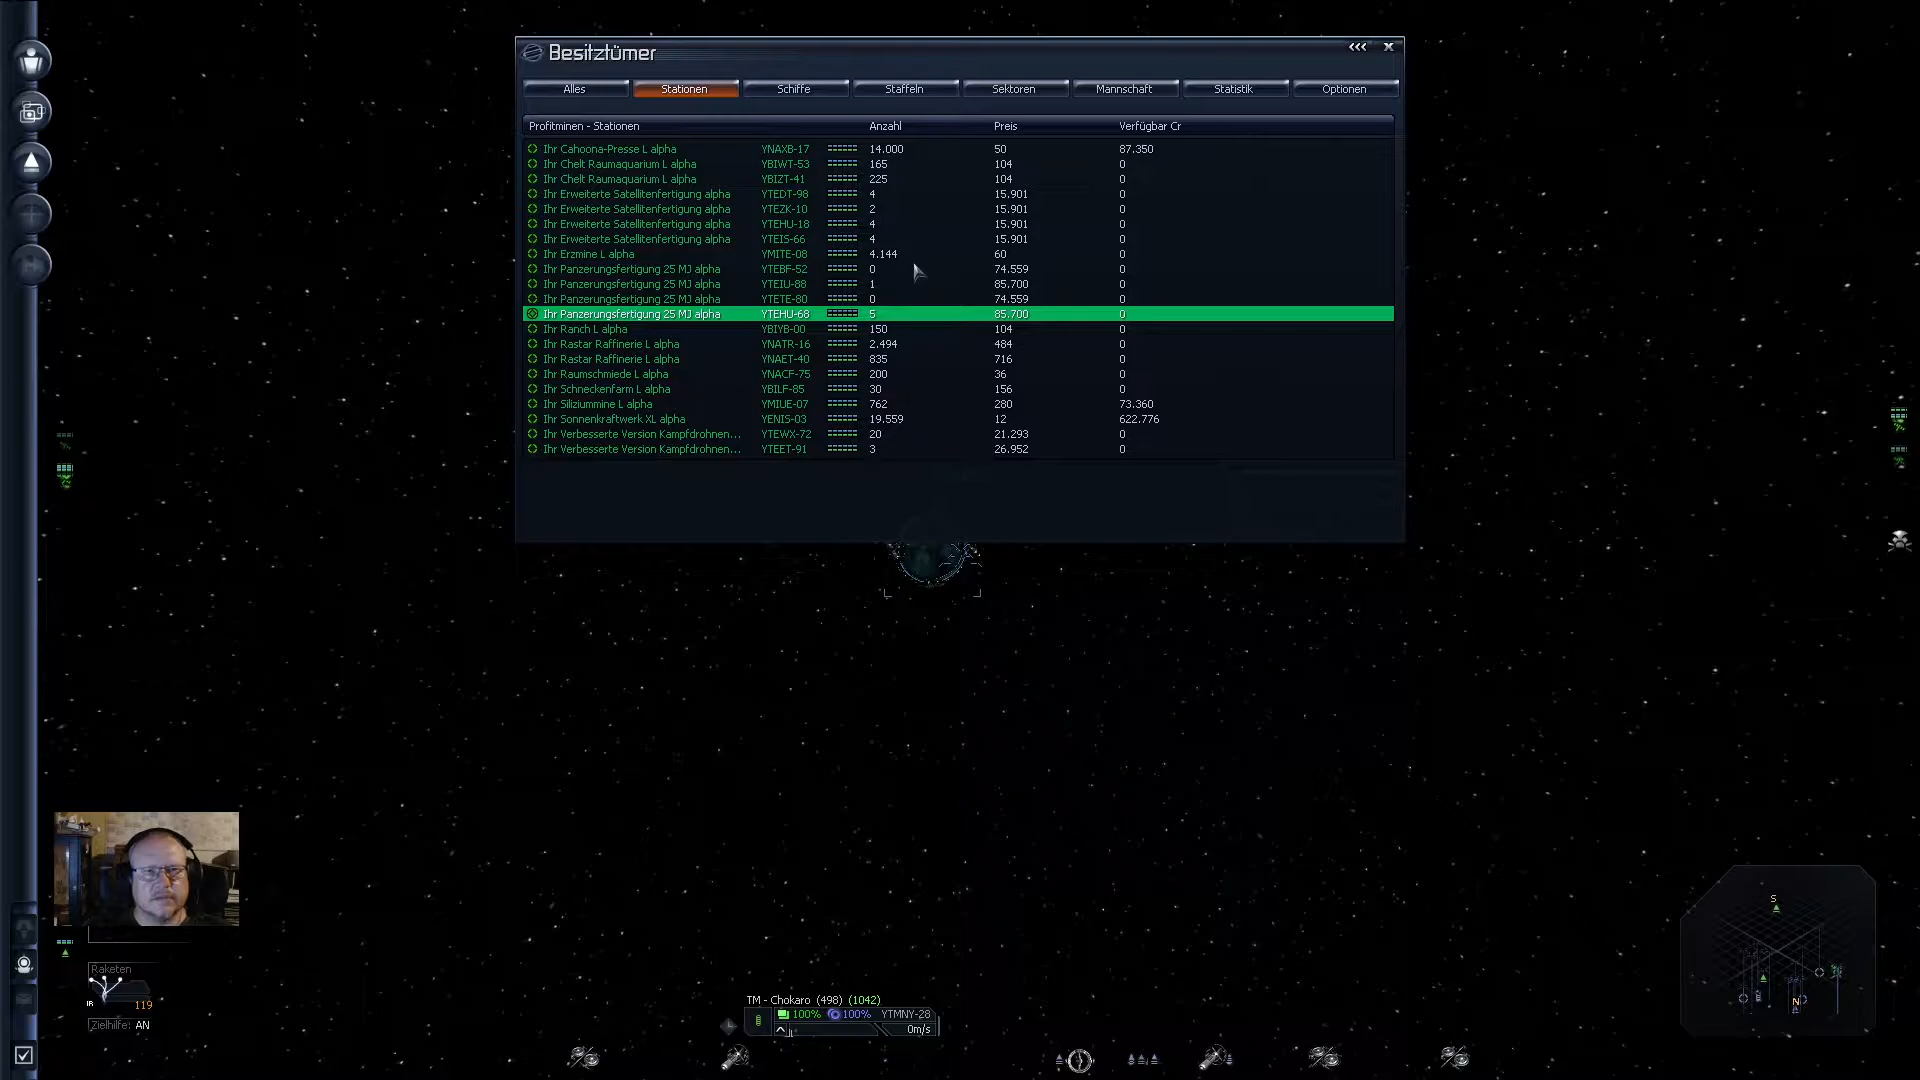 Besitztümer
Alles Stationen Schiffe Staffeln Sektoren Mannschaft Statistik Optionen
Profitminen - Stationen Anzahl Preis Verfügbar Cr
Ihr Cahoona-Presse L alpha YNAXB-17 14.000 50 87.350
Ihr Chelt Raumaquarium L alpha YBIWT-53 165 104 0
Ihr Chelt Raumaquarium L alpha YBIZT-41 225 104 0
Ihr Erweiterte Satellitenfertigung alpha YTEDT-98 4 15.901 0
Ihr Erweiterte Satellitenfertigung alpha YTEZK-10 2 15.901 0
Ihr Erweiterte Satellitenfertigung alpha YTEHU-18 4 15.901 0
Ihr Erweiterte Satellitenfertigung alpha YTEIS-66 4 15.901 0
Ihr Erzmine L alpha YMITE-08 4.144 60 0
Ihr Panzerungsfertigung 25 MJ alpha YTEBF-52 0 74.559 0
Ihr Panzerungsfertigung 25 MJ alpha YTEIU-88 1 85.700 0
Ihr Panzerungsfertigung 25 MJ alpha YTETE-80 0 74.559 0
Ihr Panzerungsfertigung 25 MJ alpha YTEHU-68 5 85.700 0
Ihr Ranch L alpha YBIYB-00 150 104 0
Ihr Rastar Raffinerie L alpha YNATR-16 2.494 484 0
Ihr Rastar Raffinerie L alpha YNAET-40 835 716 0
Ihr Raumschmiede L alpha YNACF-75 200 36 0
Ihr Schneckenfarm L alpha YBILF-85 30 156 0
Ihr Siliziummine L alpha YMIUE-07 762 280 73.360
Ihr Sonnenkraftwerk XL alpha YENIS-03 19.559 12 622.776
Ihr Verbesserte Version Kampfdrohnen... YTEWX-72 20 21.293 0
Ihr Verbesserte Version Kampfdrohnen... YTEET-91 3 26.952 0
S
N
Raketen
IR 119
Zielhilfe: AN
TM - Chokaro (498) (1042)
100% 100% YTMNY-28
0m/s